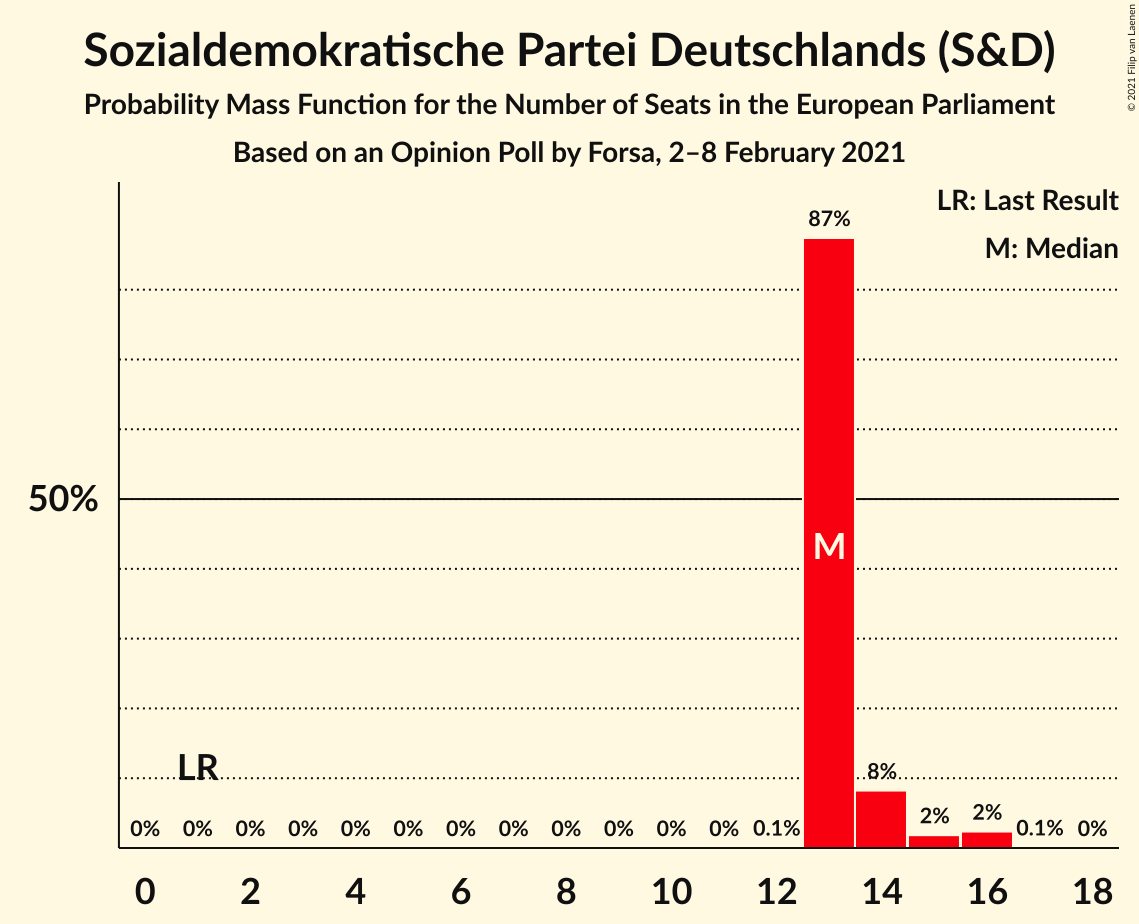 Sozialdemokratische Partei Deutschlands (S&D)
Probability Mass Function for the Number of Seats in the European Parliament
Based on an Opinion Poll by Forsa, 2–8 February 2021
© 2021 Filip van Laenen
LR: Last Result
M: Median
87%
50%
M
LR
8%
2%
2%
0% 0% 0% 0% 0% 0% 0% 0% 0% 0% 0% 0% 0.1% 0.1% 0%
0 2 4 6 8 10 12 14 16 18